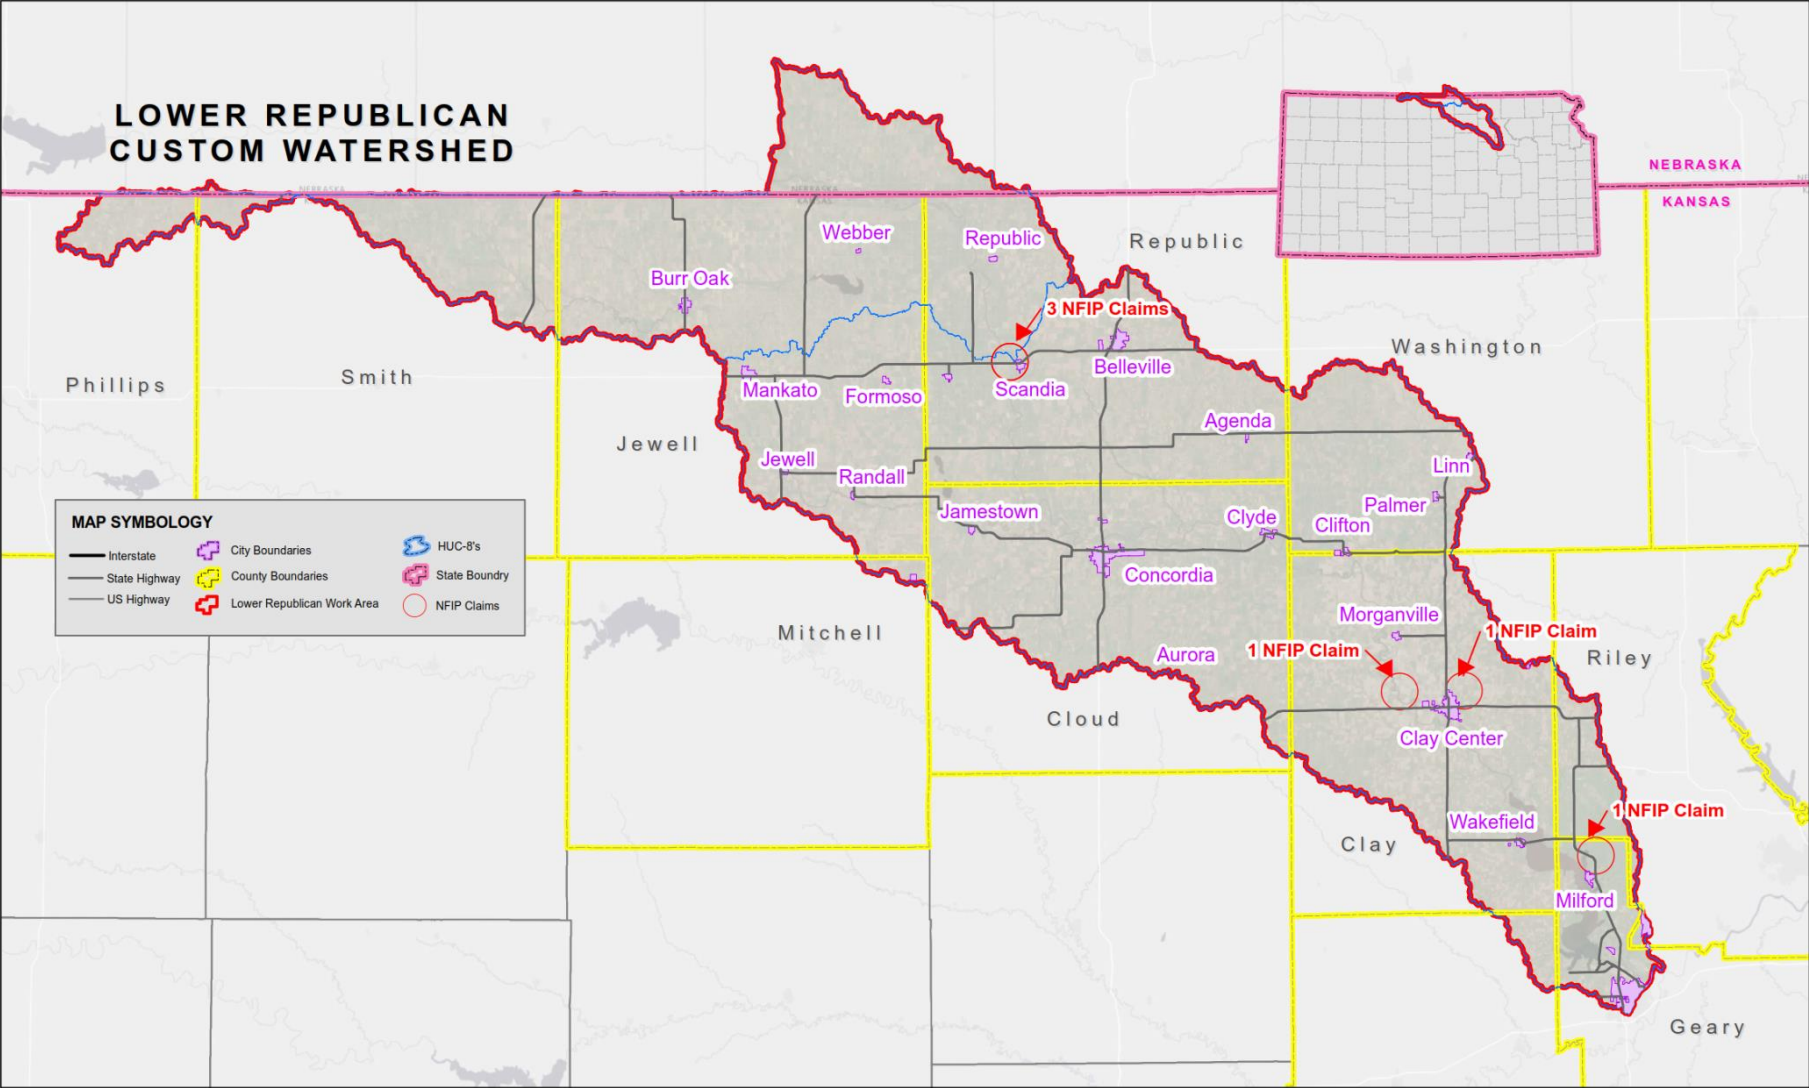 LOWER REPUBLICAN
CUSTOM WATERSHED
NEBRASKA
KANSAS
NEBRASKA
NEBRASKA
KANSAS
Webber
Republic
Republic
Burr Oak
3 NFIP Claims
Washington
Phillips
Smith
Mankato
Formoso
Scandia
Belleville
Agenda
Jewell
Jewell
Randall
Linn
Palmer
Jamestown
Clyde
Clifton
Concordia
MAP SYMBOLOGY
Interstate
State Highway
US Highway
City Boundaries
County Boundaries
Lower Republican Work Area
HUC-8's
State Boundry
NFIP Claims
Mitchell
Morganville
1 NFIP Claim
1 NFIP Claim
Aurora
Riley
Cloud
Clay Center
1 NFIP Claim
Wakefield
Clay
Milford
Geary